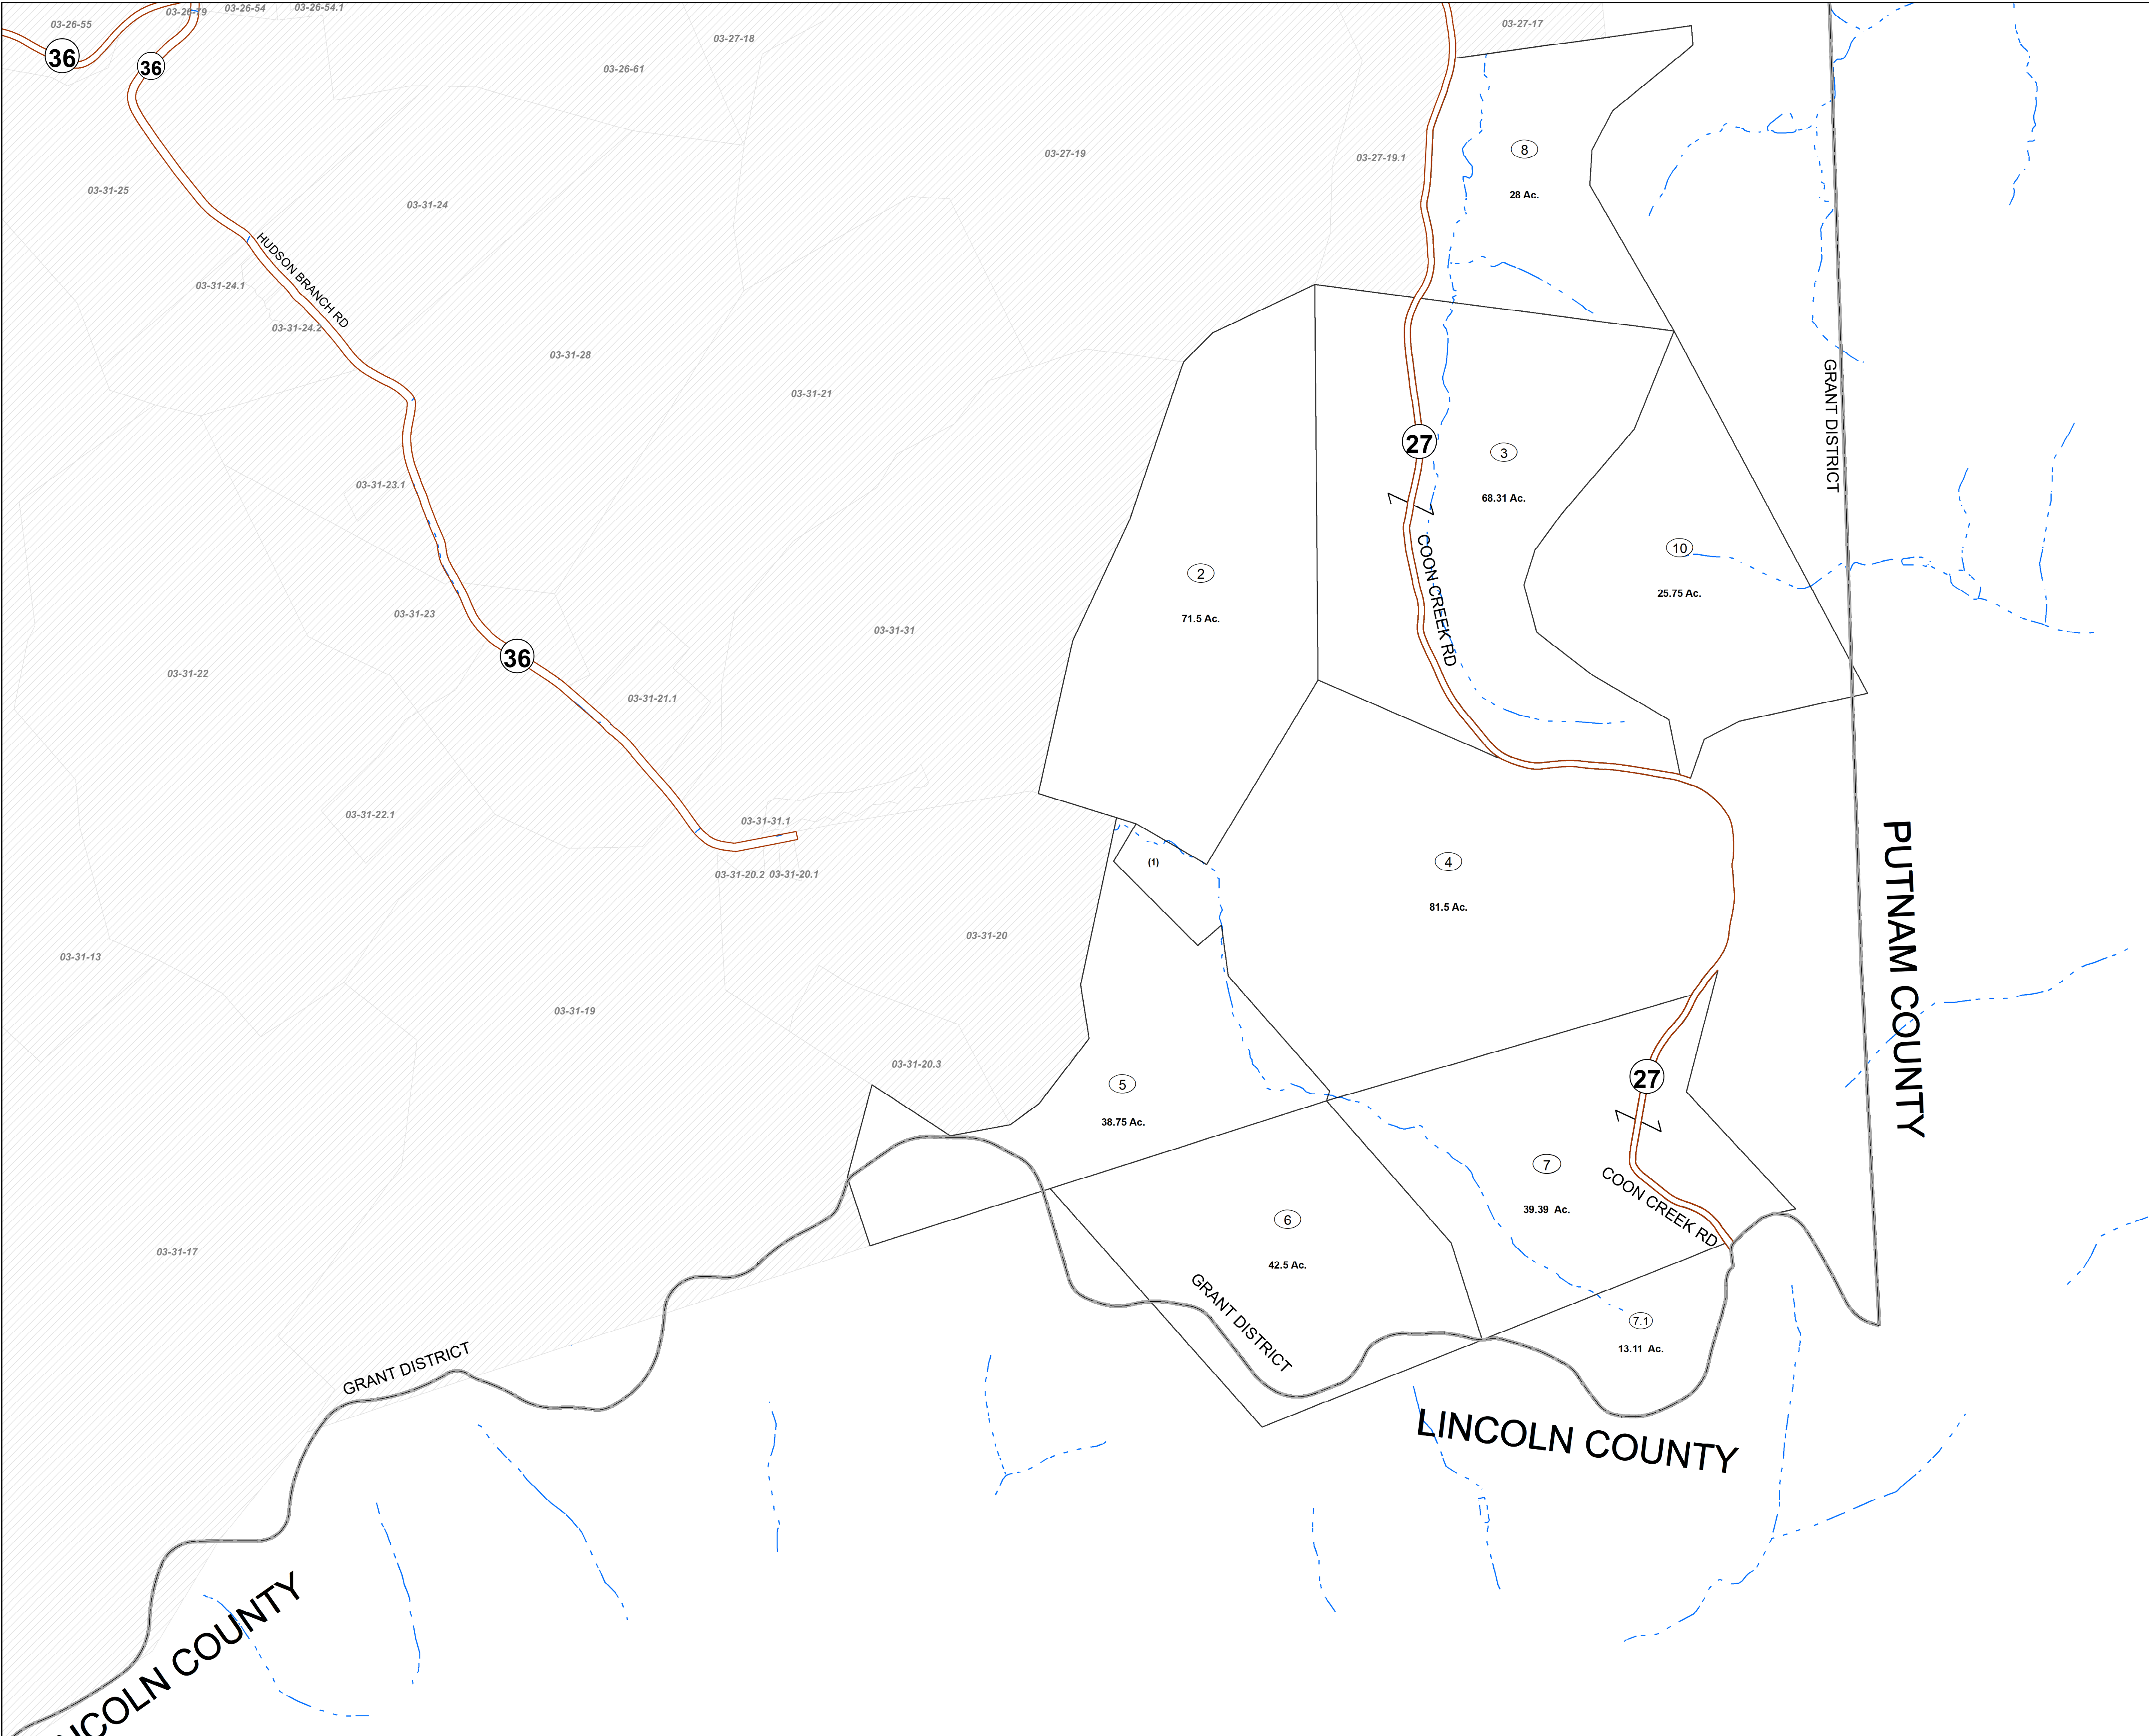 03-26-55
03-26-79
03-26-54
03-26-54.1
03-27-17
36
36
03-27-18
03-26-61
03-27-19
03-27-19.1
8
28 Ac.
03-31-25
03-31-24
HUDSON BRANCH RD
03-31-24.1
03-31-24.2
03-31-28
03-31-21
GRANT DISTRICT
27
3
68.31 Ac.
03-31-23.1
COON CREEK RD
10
25.75 Ac.
2
71.5 Ac.
03-31-23
03-31-31
36
03-31-22
03-31-21.1
03-31-22.1
03-31-31.1
03-31-20.2
03-31-20.1
(1)
4
81.5 Ac.
PUTNAM COUNTY
03-31-20
03-31-13
03-31-19
03-31-20.3
5
38.75 Ac.
27
7
39.39 Ac.
COON CREEK RD
6
42.5 Ac.
03-31-17
GRANT DISTRICT
7.1
13.11 Ac.
GRANT DISTRICT
LINCOLN COUNTY
NCOLN COUNTY